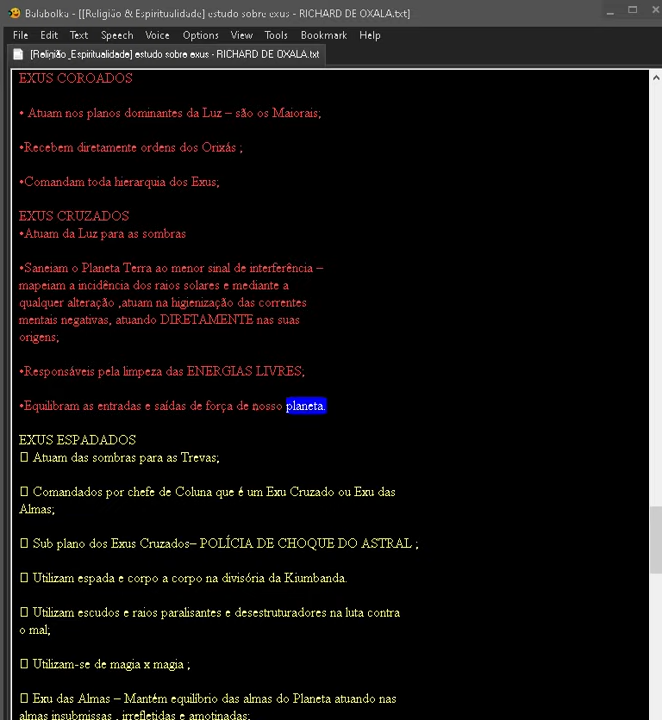 Balabolka - [[Religião & Espiritualidade] estudo sobre exus - RICHARD DE OXALA.txt]
File Edit Text Speech Voice Options View Tools Bookmark Help
[Religião _Espiritualidade] estudo sobre exus - RICHARD DE OXALA.txt
EXUS COROADOS
• Atuam nos planos dominantes da Luz – são os Maiorais;
•Recebem diretamente ordens dos Orixás ;
•Comandam toda hierarquia dos Exus;
EXUS CRUZADOS
•Atuam da Luz para as sombras
•Saneiam o Planeta Terra ao menor sinal de interferência –
mapeiam a incidência dos raios solares e mediante a
qualquer alteração ,atuam na higienização das correntes
mentais negativas, atuando DIRETAMENTE nas suas
origens;
•Responsáveis pela limpeza das ENERGIAS LIVRES;
•Equilibram as entradas e saídas de força de nosso planeta.
EXUS ESPADADOS
 Atuam das sombras para as Trevas;
 Comandados por chefe de Coluna que é um Exu Cruzado ou Exu das
Almas;
 Sub plano dos Exus Cruzados– POLÍCIA DE CHOQUE DO ASTRAL ;
 Utilizam espada e corpo a corpo na divisória da Kiumbanda.
 Utilizam escudos e raios paralisantes e desestruturadores na luta contra
o mal;
 Utilizam-se de magia x magia ;
 Exu das Almas – Mantém equilíbrio das almas do Planeta atuando nas
almas insubmissas , irrefletidas e amotinadas;